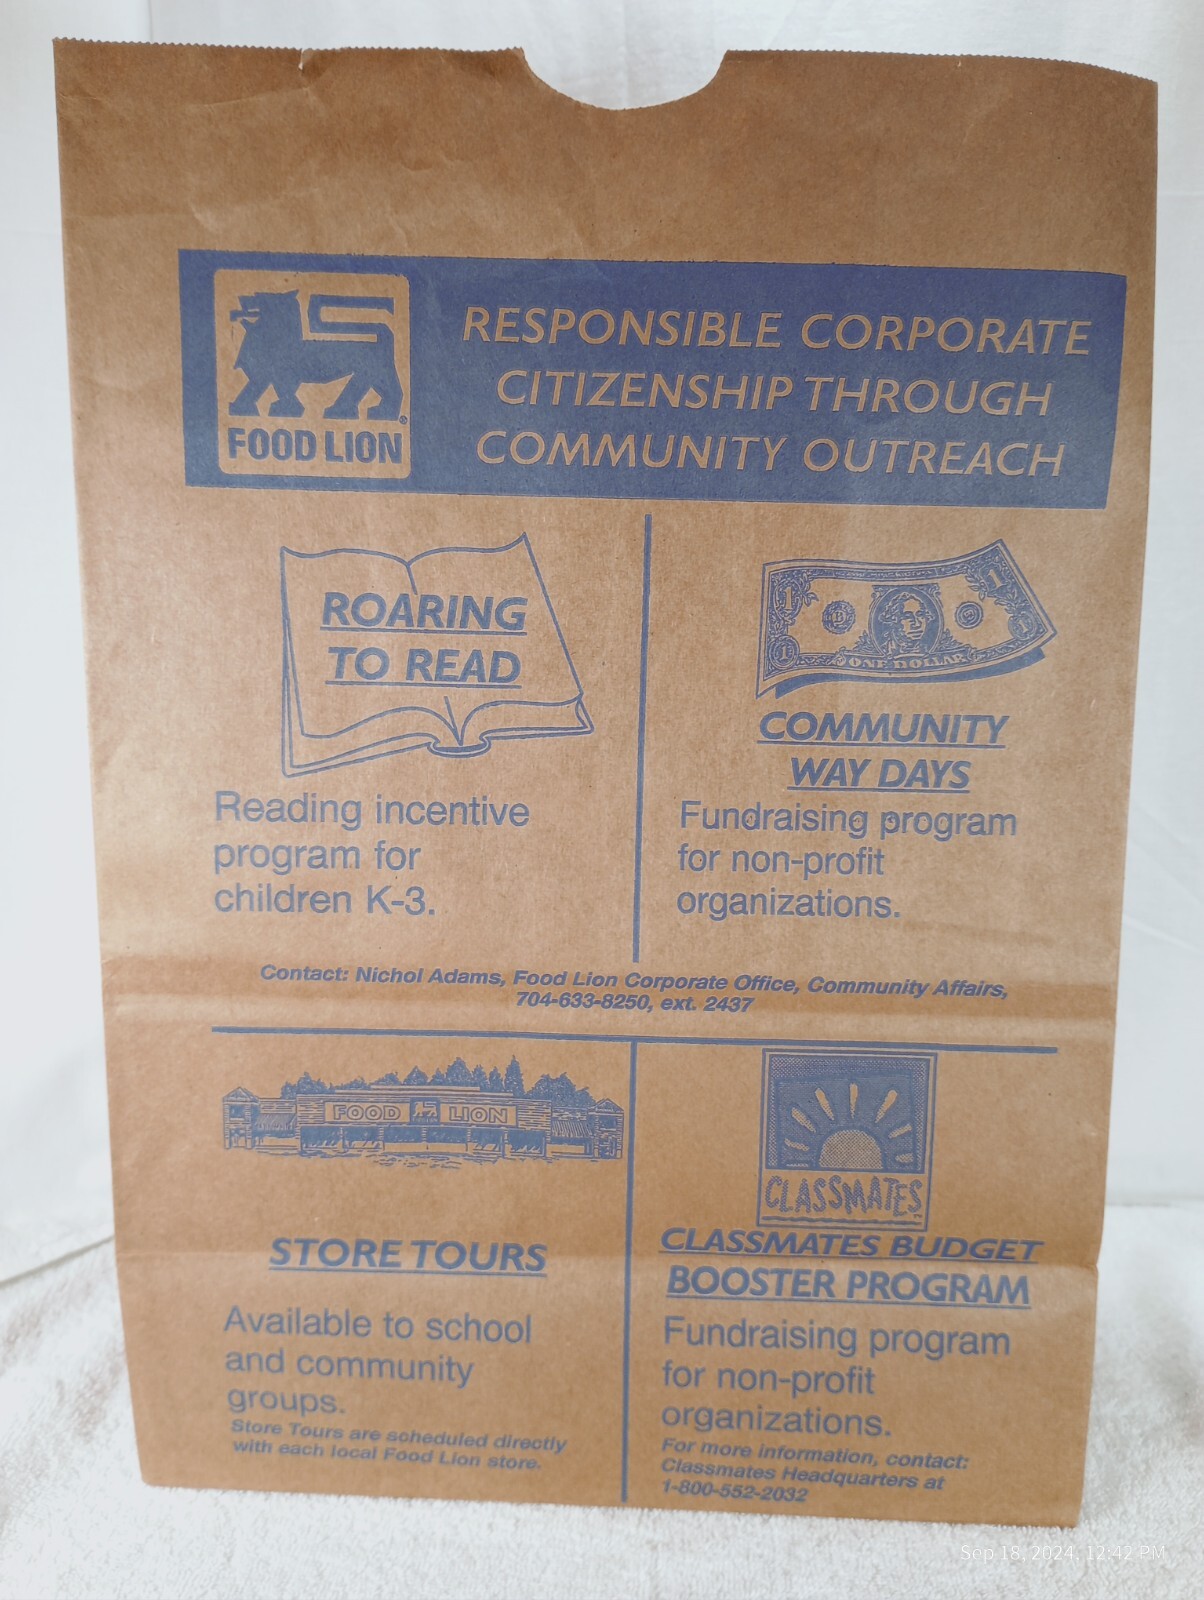 FOOD LION
RESPONSIBLE CORPORATE
CITIZENSHIP THROUGH
COMMUNITY OUTREACH
ROARING
TO READ
Reading incentive
program for
children K-3.
1 1
B
1 1
ONE DOLLAR
COMMUNITY
WAY DAYS
Fundraising program
for non-profit
organizations.
Contact: Nichol Adams, Food Lion Corporate Office, Community Affairs,
704-633-8250, ext. 2437
FOOD LION
STORE TOURS
Available to school
and community
groups.
Store Tours are scheduled directly
with each local Food Lion store.
CLASSMATES
CLASSMATES BUDGET
BOOSTER PROGRAM
Fundraising program
for non-profit
organizations.
For more information, contact:
Classmates Headquarters at
1-800-552-2032
Sep 18, 2024, 12:42 PM